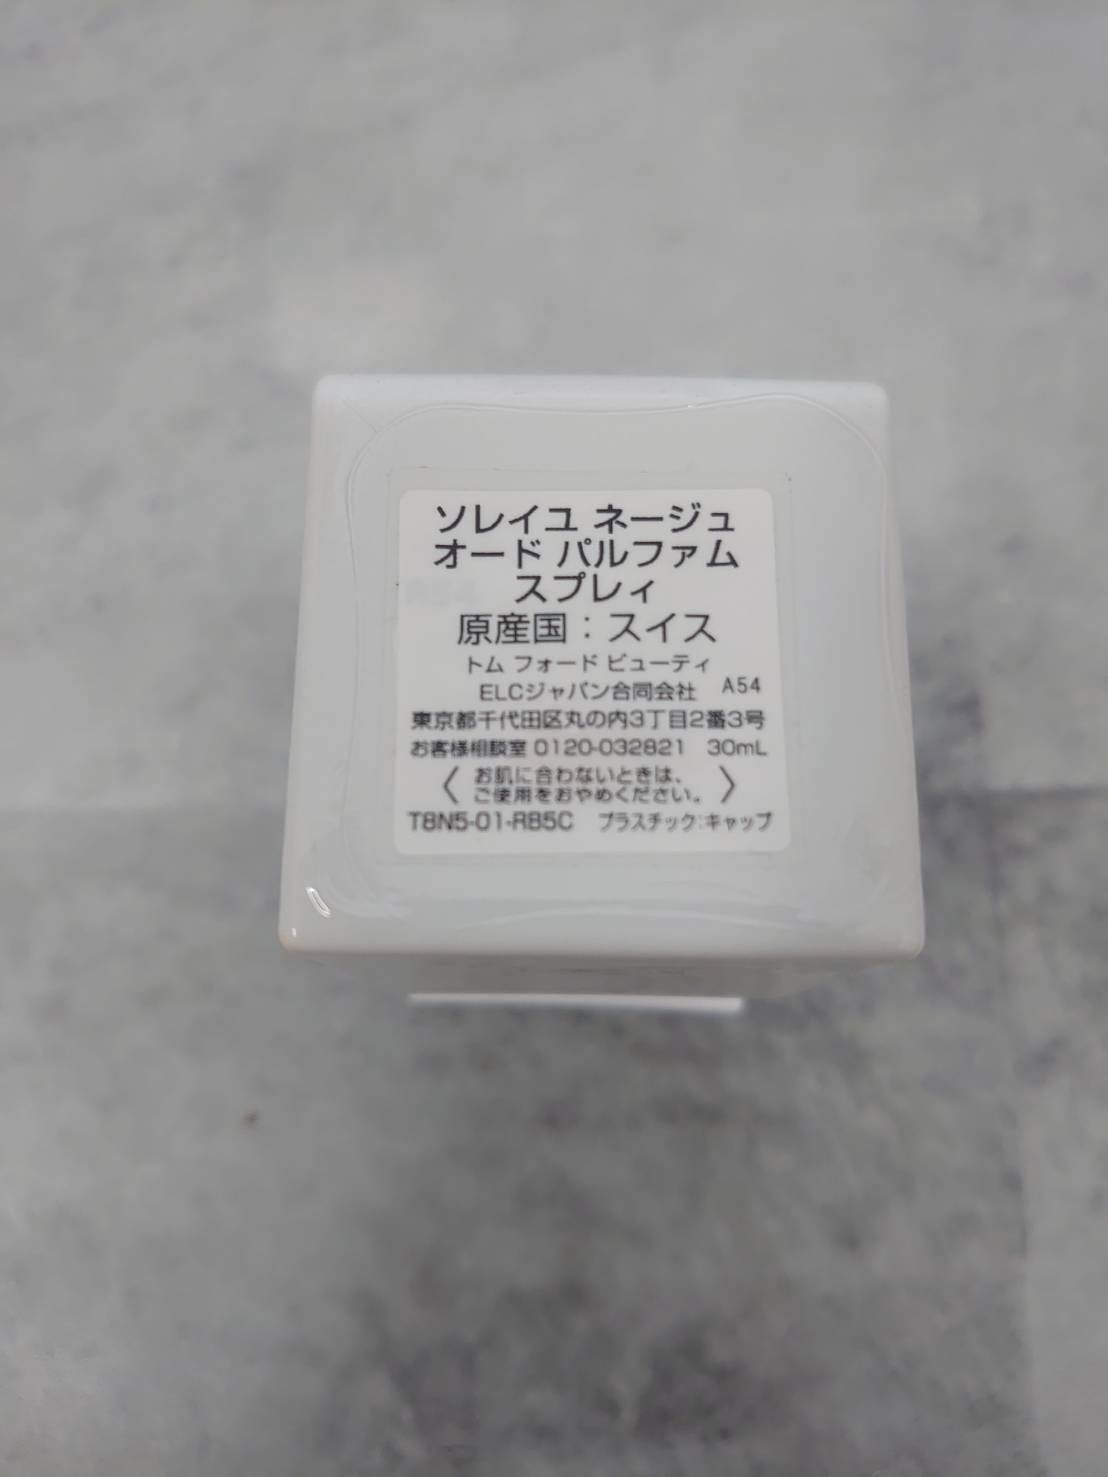 ソレイユ ネージュ
オード パルファム
スプレィ
原産国：スイス
トム フォード ビューティ
ELCジャパン合同会社 A54
東京都千代田区丸の内3丁目2番3号
お客様相談室 0120-032821 30mL
〈お肌に合わないときは、
ご使用をおやめください。〉
T8N5-01-RB5C プラスチック:キャップ